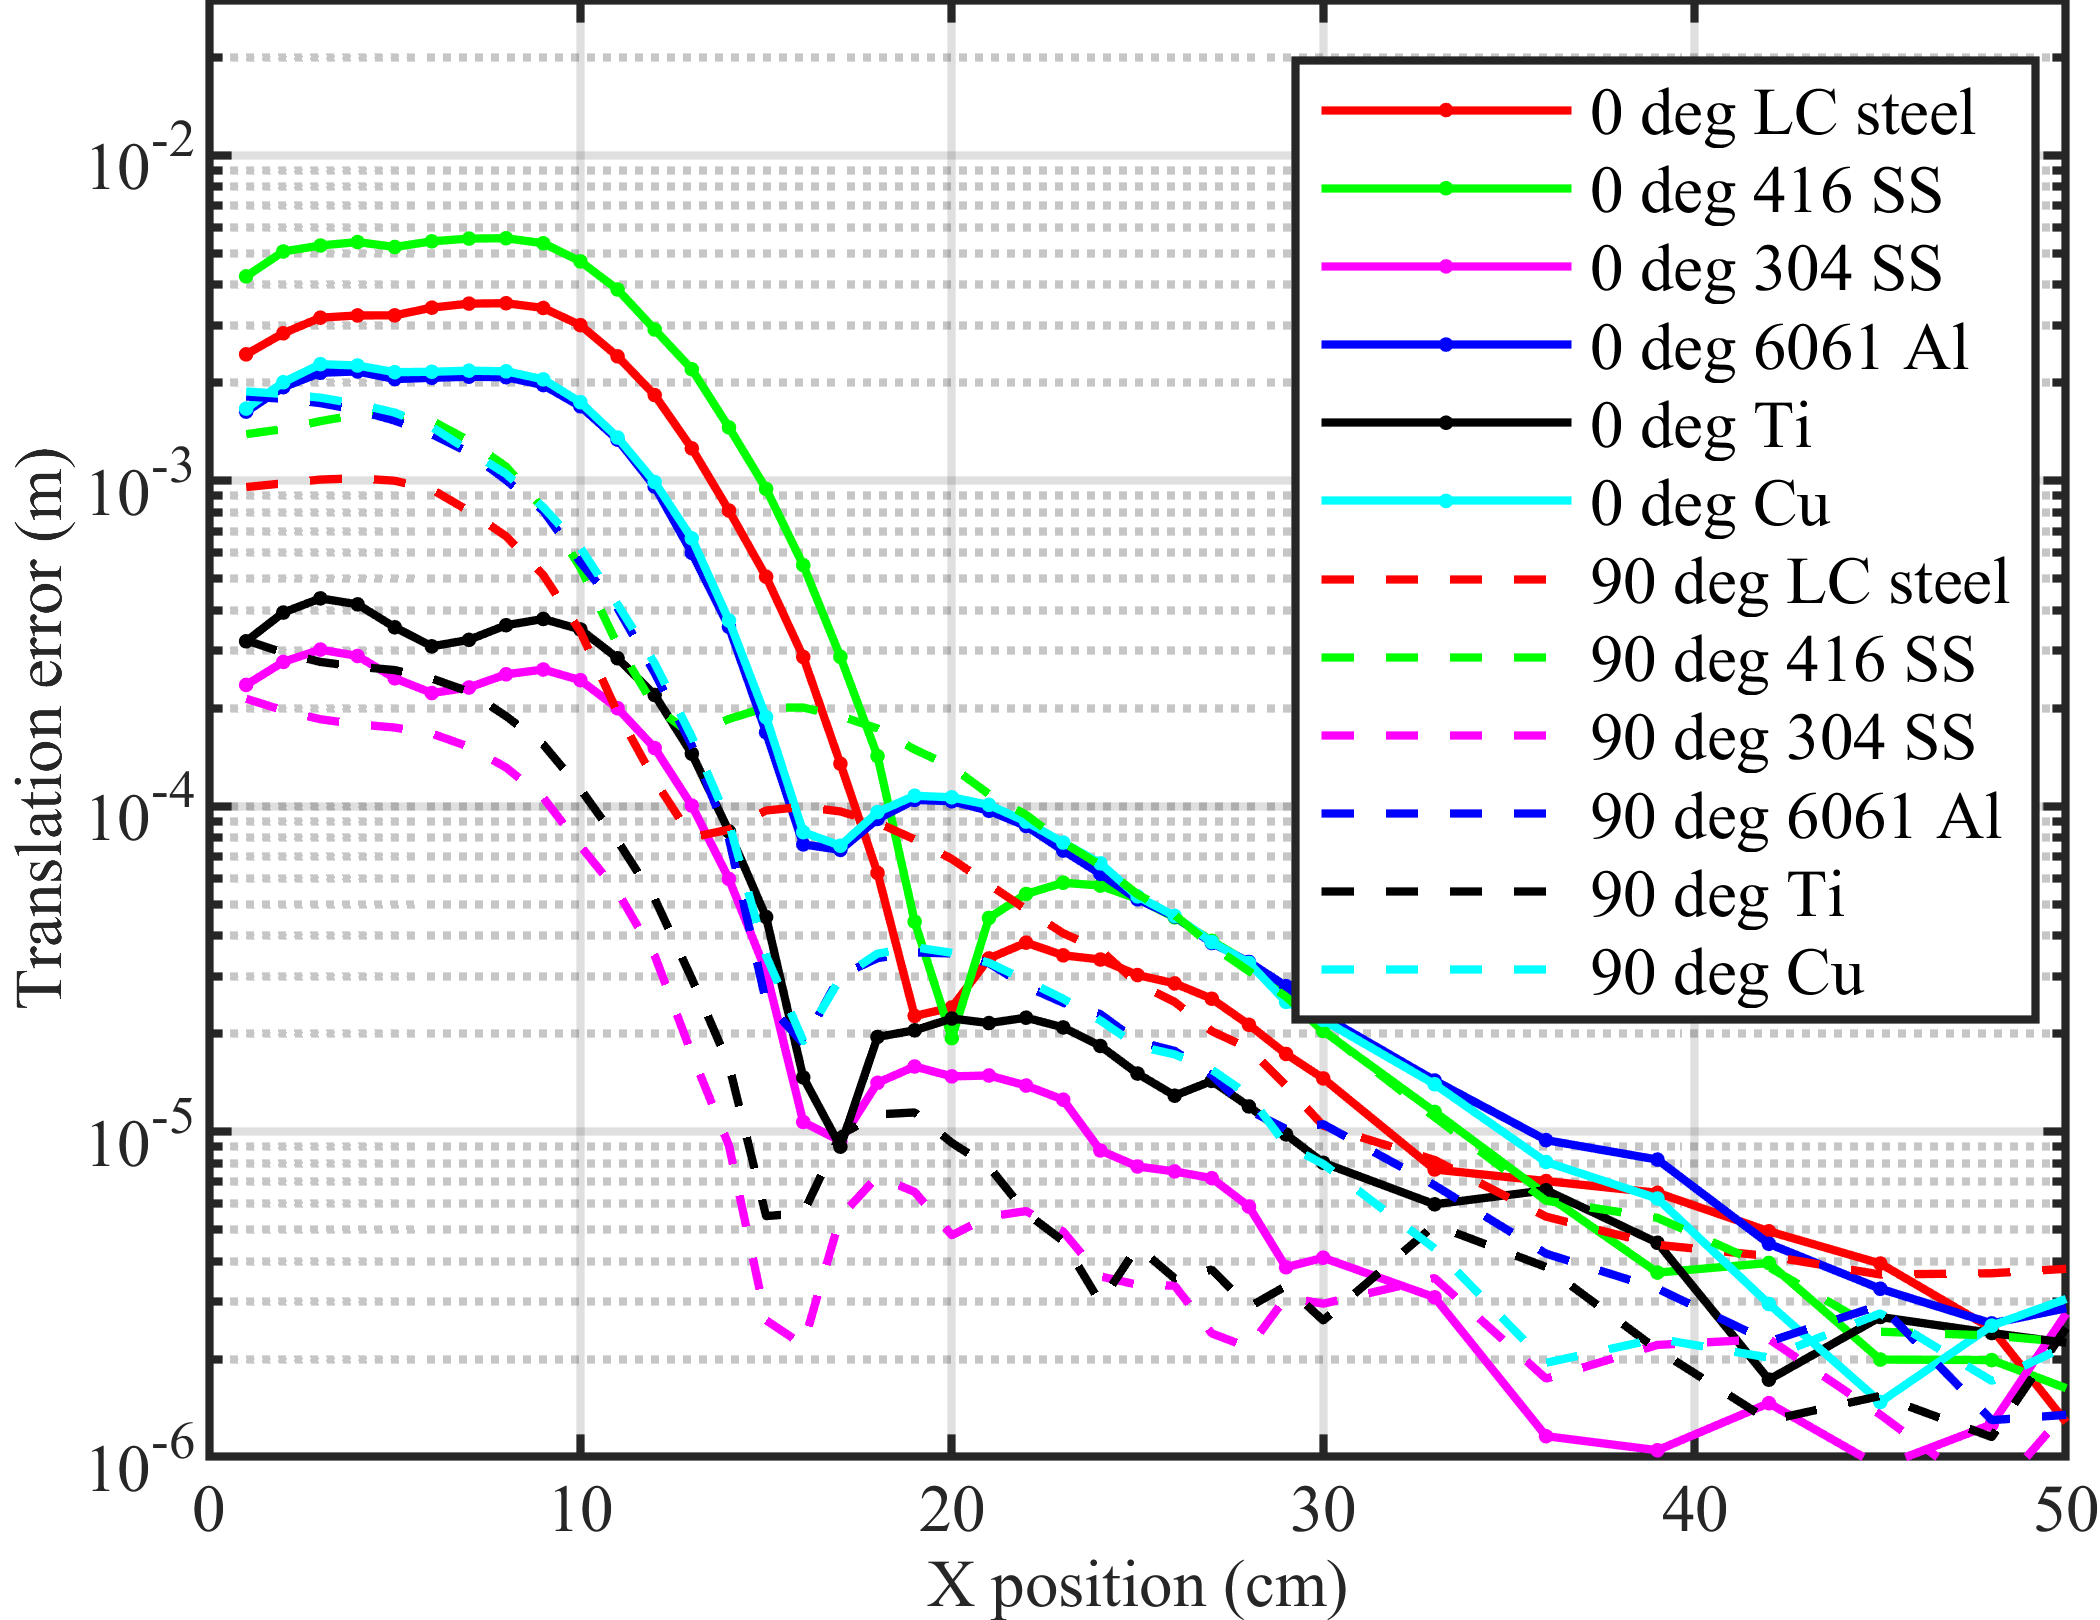 10^-2
10^-3
10^-4
10^-5
10^-6
0
10
20
30
40
50
Translation error (m)
X position (cm)
0 deg LC steel
0 deg 416 SS
0 deg 304 SS
0 deg 6061 Al
0 deg Ti
0 deg Cu
90 deg LC steel
90 deg 416 SS
90 deg 304 SS
90 deg 6061 Al
90 deg Ti
90 deg Cu